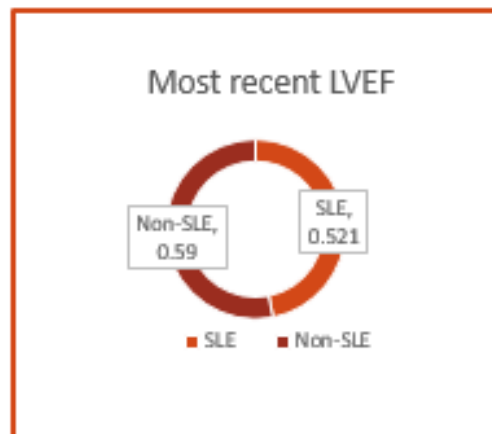 Most recent LVEF
Non-SLE,
0.59
SLE,
0.521
SLE
Non-SLE